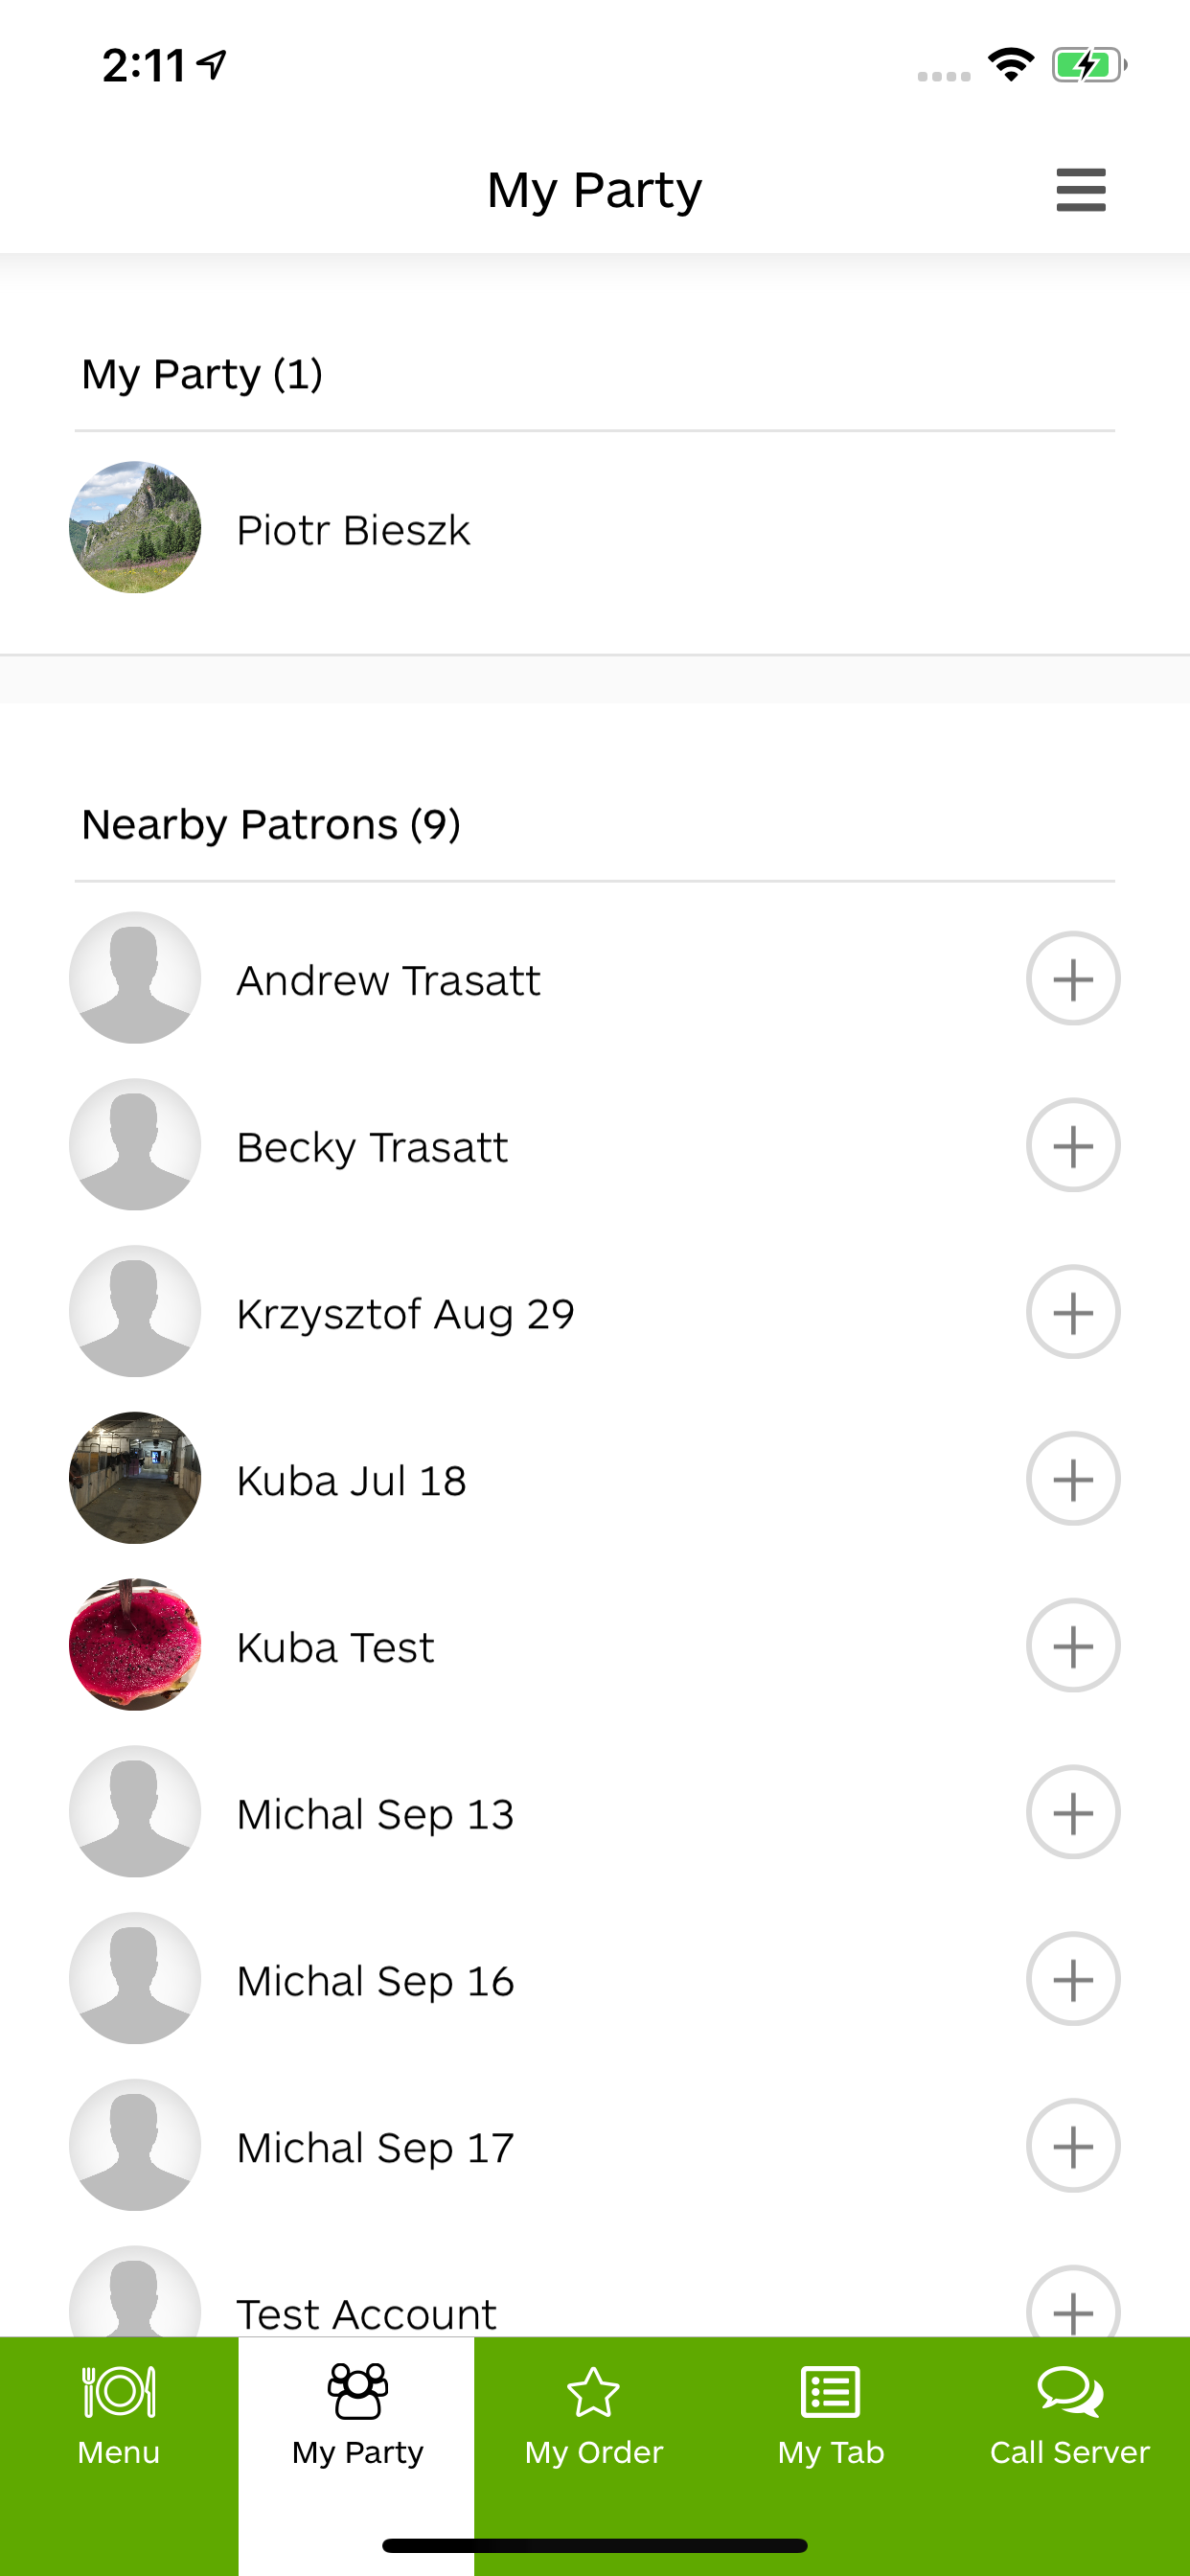 2:11
My Party
My Party (1)
Piotr Bieszk
Nearby Patrons (9)
Andrew Trasatt
Becky Trasatt
Krzysztof Aug 29
Kuba Jul 18
Kuba Test
Michal Sep 13
Michal Sep 16
Michal Sep 17
Test Account
Menu
My Party
My Order
My Tab
Call Server